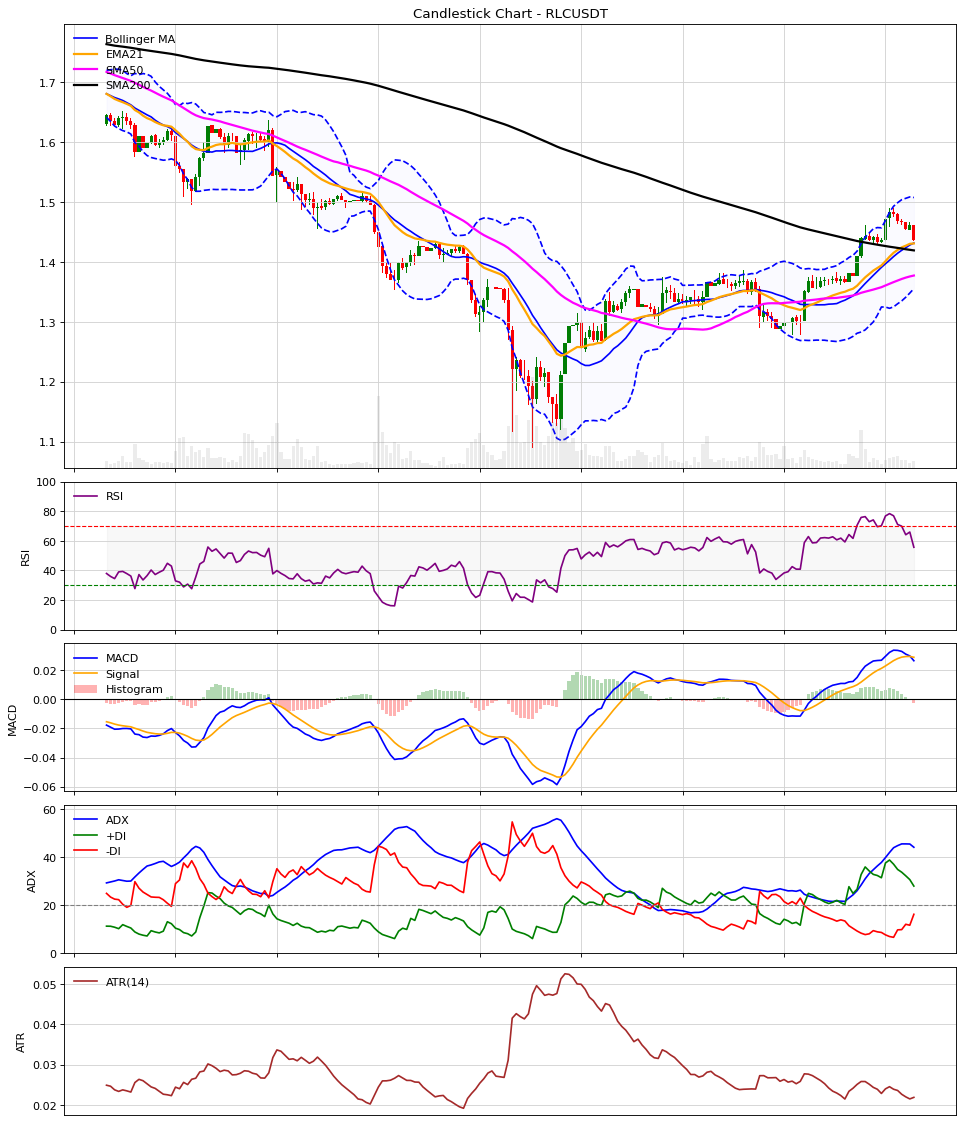 Candlestick Chart - RLCUSDT
Bollinger MA
EMA21
SMA50
SMA200
1.7
1.6
1.5
1.4
1.3
1.2
1.1
RSI
100
80
60
40
20
0
RSI
MACD
Signal
Histogram
0.02
0.00
−0.02
−0.04
−0.06
MACD
ADX
+DI
-DI
60
40
20
0
ADX
ATR(14)
0.05
0.04
0.03
0.02
ATR